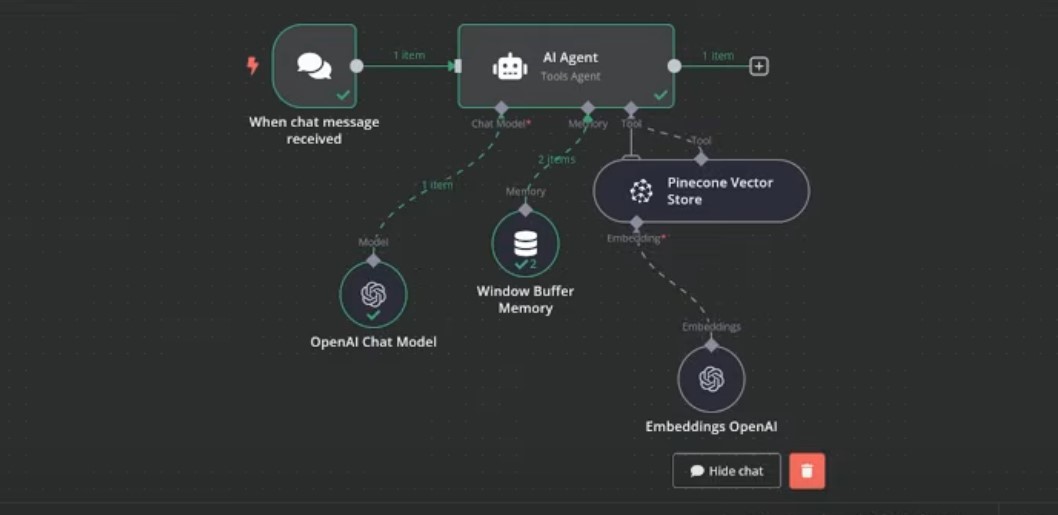 1 item
AI Agent
Tools Agent
1 item
When chat message
received
Chat Model*
Memory
Tool
Tool
2 items
1 item
Memory
Pinecone Vector
Store
Embedding*
Model
2
Window Buffer
Memory
OpenAI Chat Model
Embeddings
Embeddings OpenAI
Hide chat